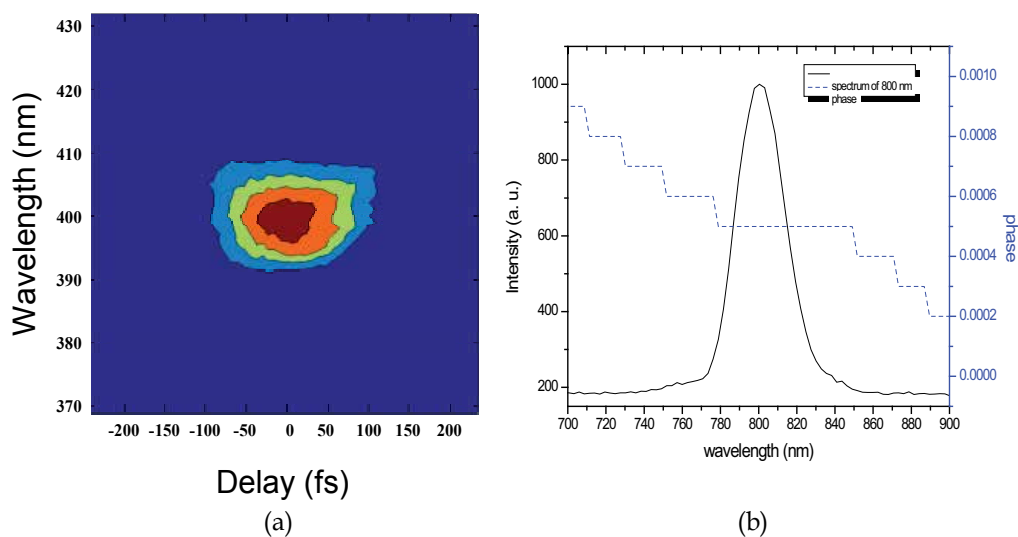 430
420
410
400
390
380
370
Wavelength (nm)
-200 -150 -100 -50 0 50 100 150 200
Delay (fs)
(a)
1000
800
600
400
200
Intensity (a. u.)
spectrum of 800 nm
phase
0.0010
0.0008
0.0006
0.0004
0.0002
0.0000
phase
700 720 740 760 780 800 820 840 860 880 900
wavelength (nm)
(b)